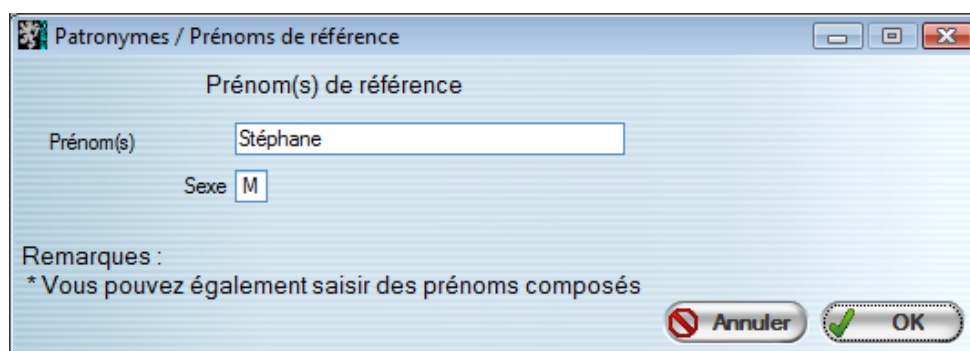 Patronymes / Prénoms de référence
Prénom(s) de référence
Prénom(s) Stéphane
Sexe M
Remarques :
* Vous pouvez également saisir des prénoms composés
Annuler OK